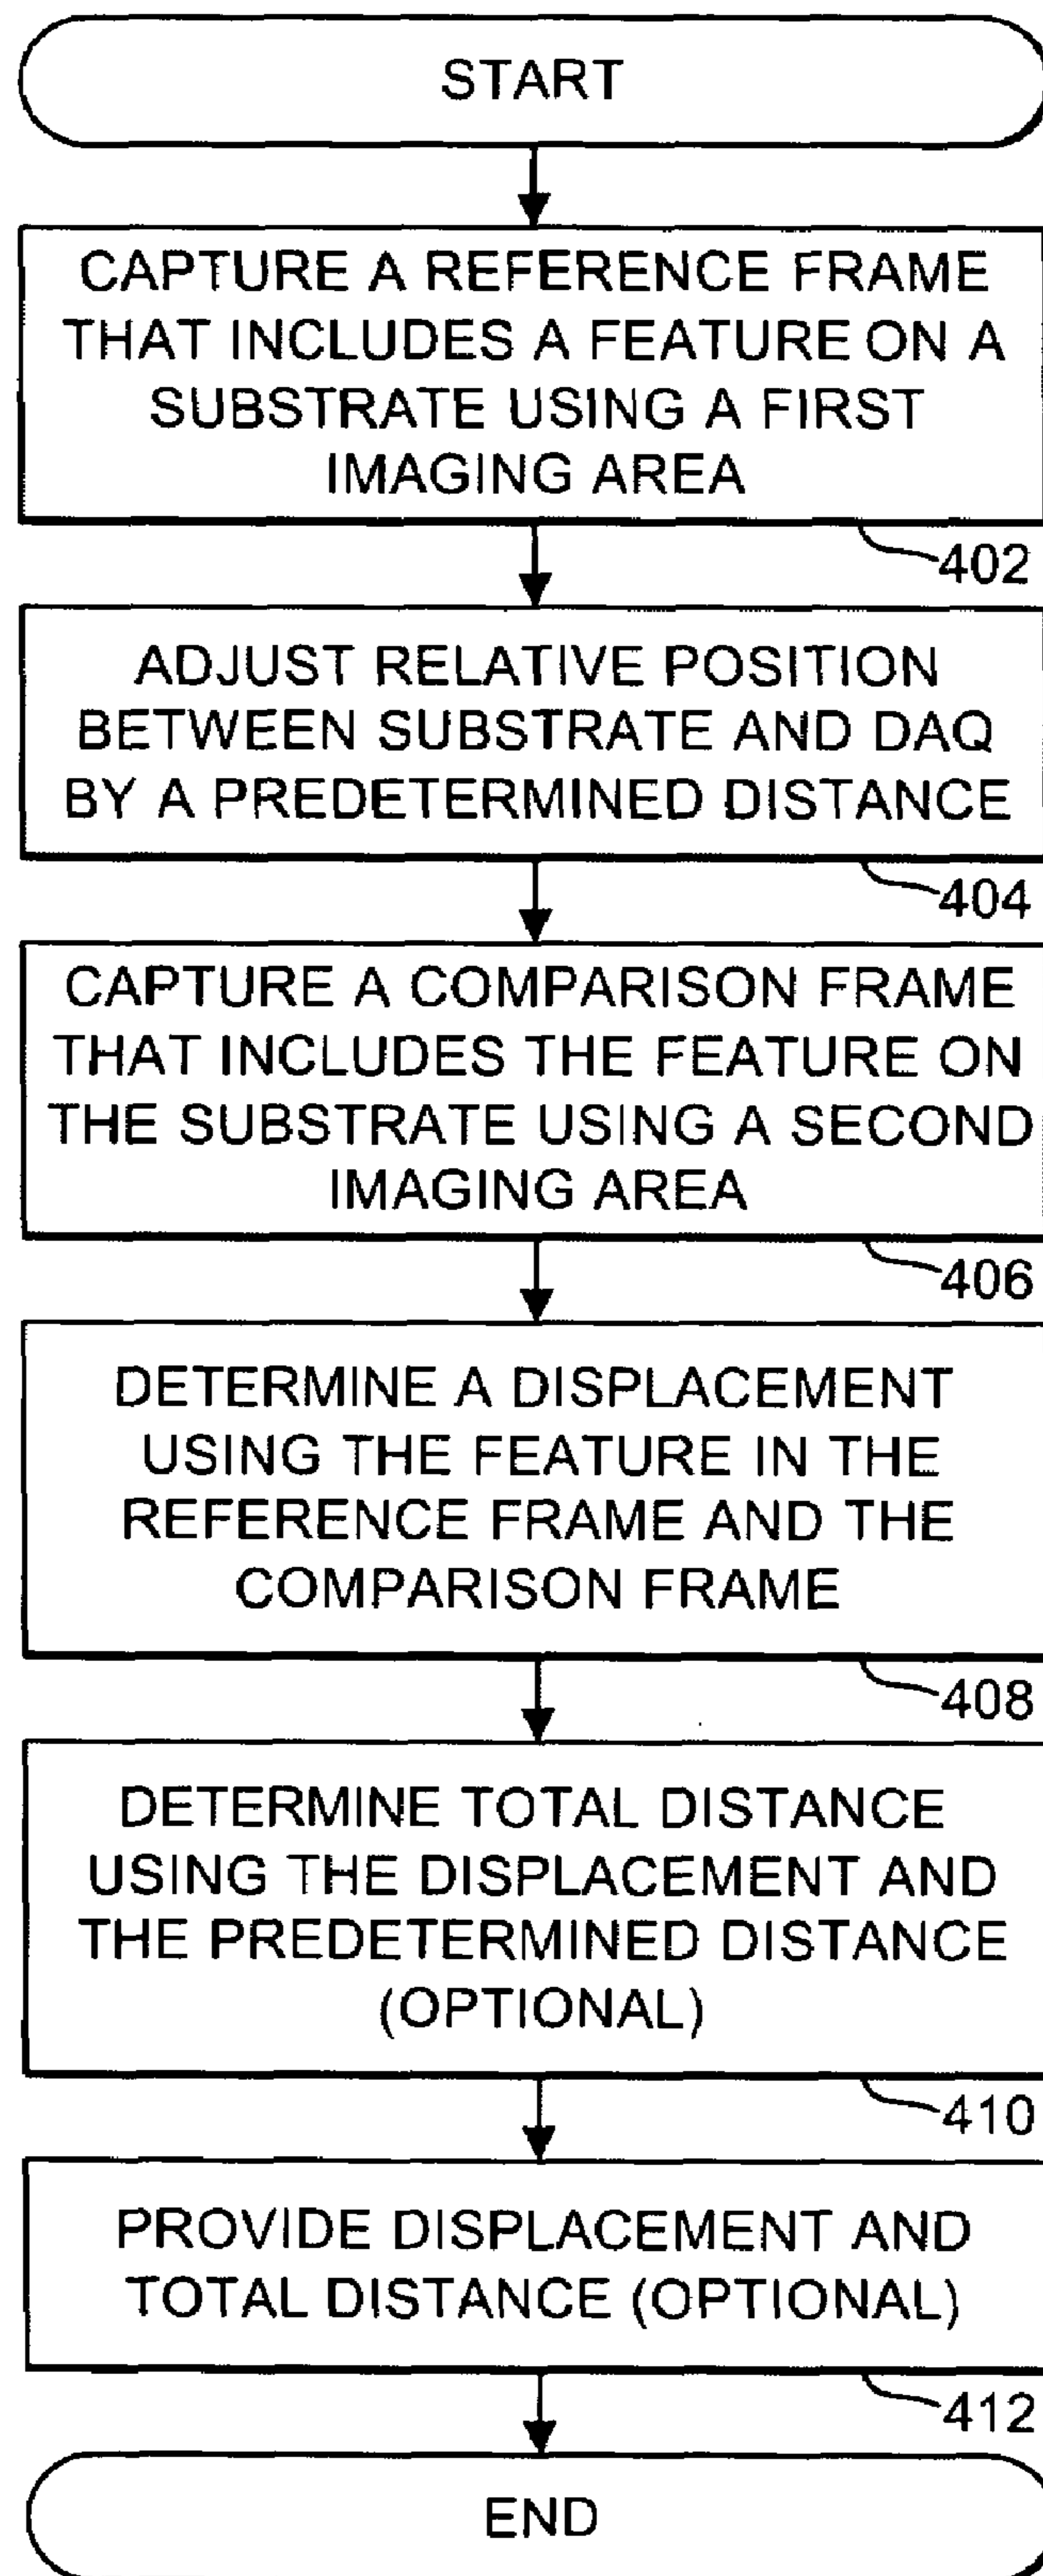 START
CAPTURE A REFERENCE FRAME
THAT INCLUDES A FEATURE ON A
SUBSTRATE USING A FIRST
IMAGING AREA
402
ADJUST RELATIVE POSITION
BETWEEN SUBSTRATE AND DAQ
BY A PREDETERMINED DISTANCE
404
CAPTURE A COMPARISON FRAME
THAT INCLUDES THE FEATURE ON
THE SUBSTRATE USING A SECOND
IMAGING AREA
406
DETERMINE A DISPLACEMENT
USING THE FEATURE IN THE
REFERENCE FRAME AND THE
COMPARISON FRAME
408
DETERMINE TOTAL DISTANCE
USING THE DISPLACEMENT AND
THE PREDETERMINED DISTANCE
(OPTIONAL)
410
PROVIDE DISPLACEMENT AND
TOTAL DISTANCE (OPTIONAL)
412
END